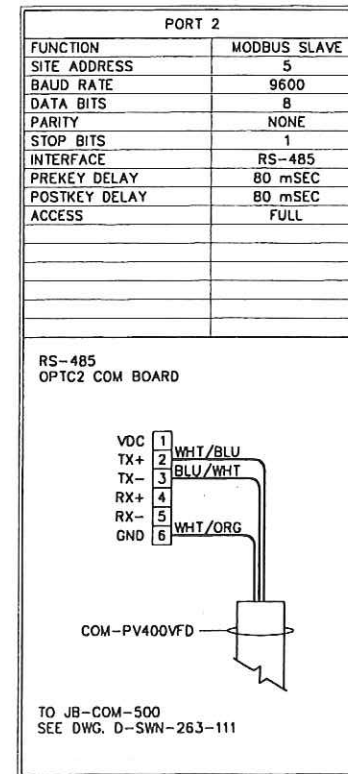 PORT 2
FUNCTION MODBUS SLAVE
SITE ADDRESS 5
BAUD RATE 9600
DATA BITS 8
PARITY NONE
STOP BITS 1
INTERFACE RS-485
PREKEY DELAY 80 mSEC
POSTKEY DELAY 80 mSEC
ACCESS FULL
RS-485
OPTC2 COM BOARD
VDC 1
TX+ 2 WHT/BLU
TX- 3 BLU/WHT
RX+ 4
RX- 5
GND 6 WHT/ORG
COM-PV400VFD
TO JB-COM-500
SEE DWG. D-SWN-263-111